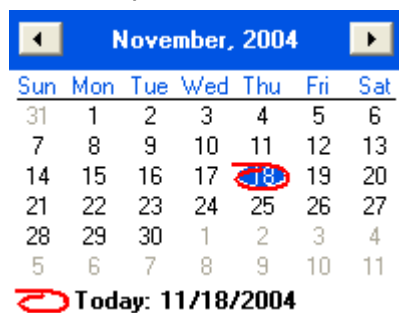 November, 2004
Sun Mon Tue Wed Thu Fri Sat
31 1 2 3 4 5 6
7 8 9 10 11 12 13
14 15 16 17 18 19 20
21 22 23 24 25 26 27
28 29 30 1 2 3 4
5 6 7 8 9 10 11
Today: 11/18/2004